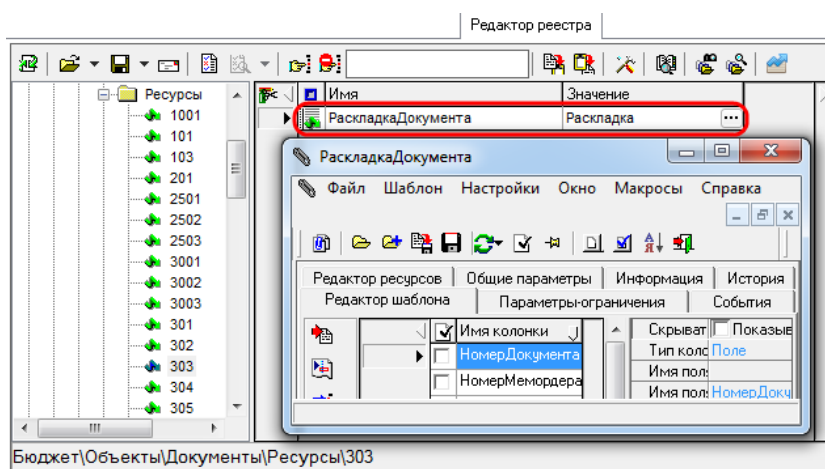 Редактор реестра
Ресурсы
1001
101
103
201
2501
2502
2503
3001
3002
3003
301
302
303
304
305
Имя Значение
РаскладкаДокумента Раскладка
РаскладкаДокумента
Файл Шаблон Настройки Окно Макросы Справка
Редактор ресурсов Общие параметры Информация История
Редактор шаблона Параметры-ограничения События
Имя колонки
НомерДокумента
НомерМемордера
Скрыват Показыв
Тип колс Поле
Имя пол
Имя пол НомерДоку
Бюджет\Объекты\Документы\Ресурсы\303